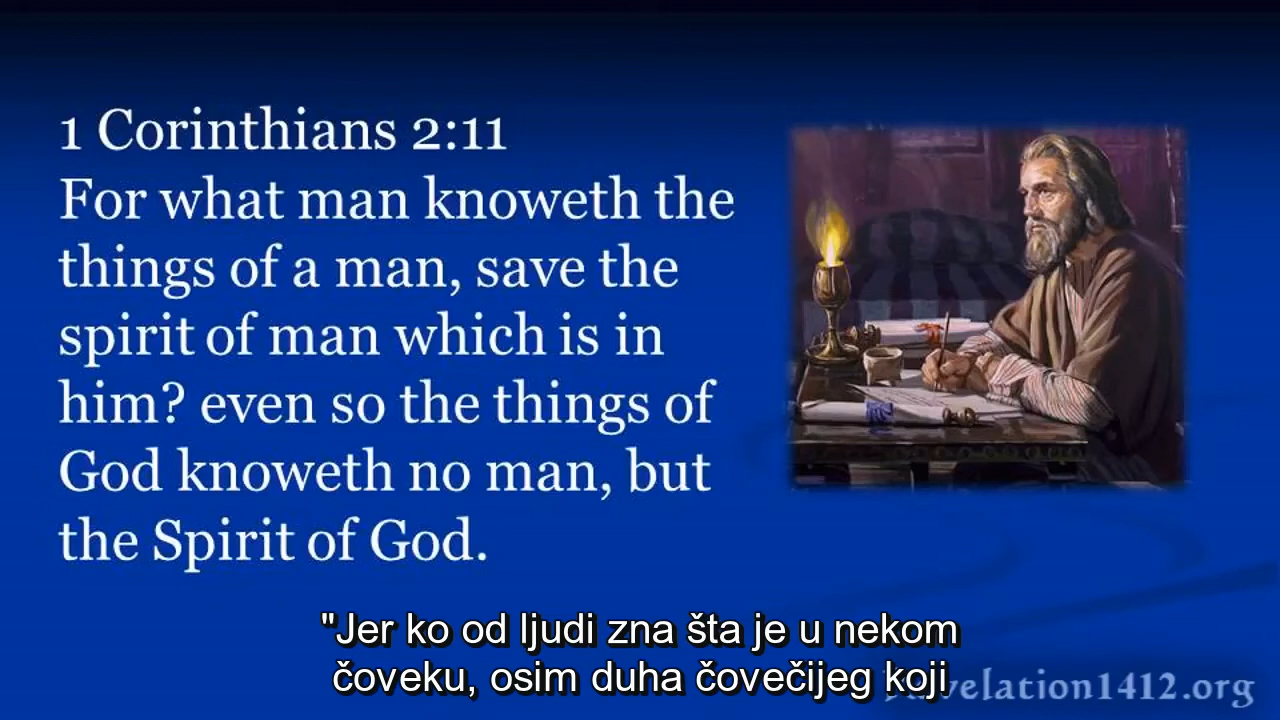 1 Corinthians 2:11
For what man knoweth the
things of a man, save the
spirit of man which is in
him? even so the things of
God knoweth no man, but
the Spirit of God.
"Jer ko od ljudi zna šta je u nekom
čoveku, osim duha čovečijeg koji
Revelation1412.org